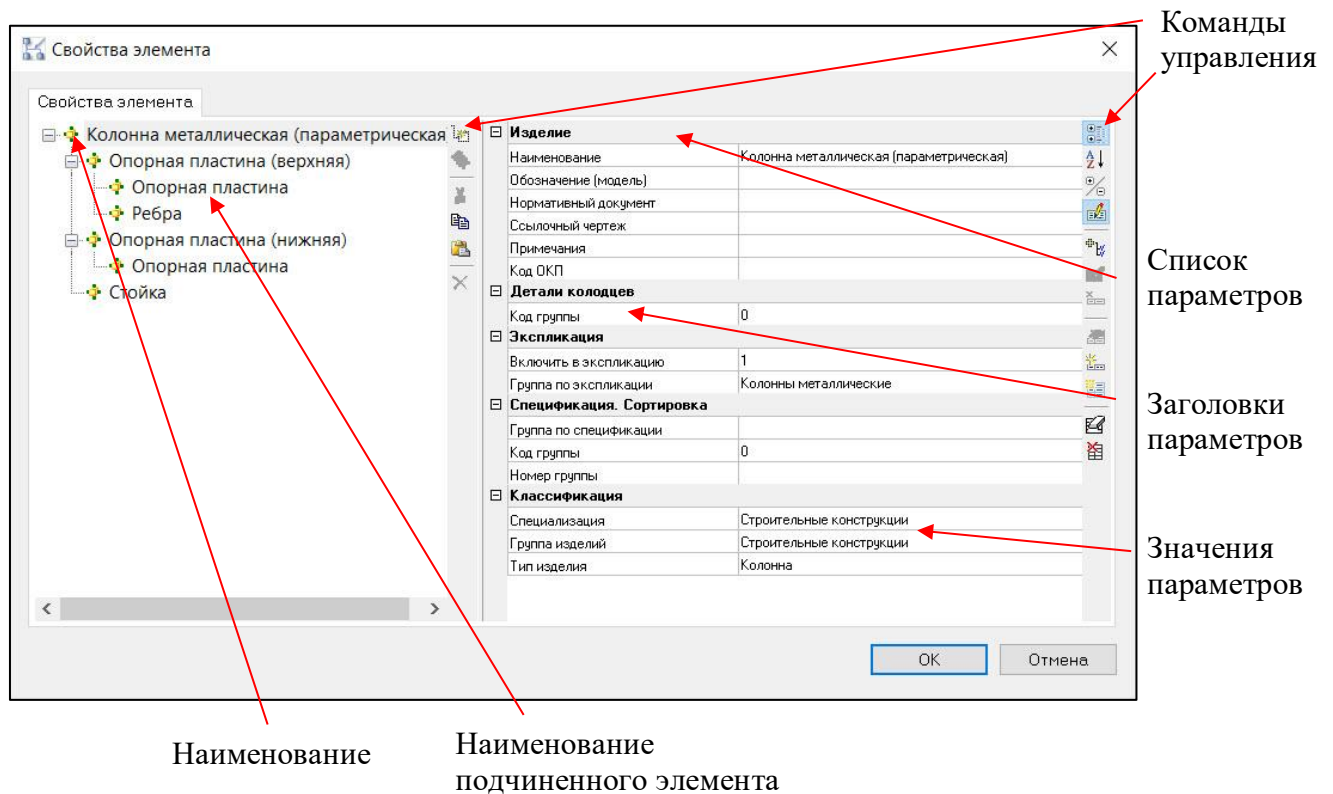 Команды
управления
Свойства элемента
Свойства элемента
Колонна металлическая (параметрическая
Опорная пластина (верхняя)
Опорная пластина
Ребра
Опорная пластина (нижняя)
Опорная пластина
Стойка
Изделие
Наименование Колонна металлическая (параметрическая)
Обозначение (модель)
Нормативный документ
Ссылочный чертеж
Примечания
Код ОКП
Детали колодцев
Код группы 0
Экспликация
Включить в экспликацию 1
Группа по экспликации Колонны металлические
Спецификация. Сортировка
Группа по спецификации
Код группы 0
Номер группы
Классификация
Специализация Строительные конструкции
Группа изделий Строительные конструкции
Тип изделия Колонна
OK Отмена
Список
параметров
Заголовки
параметров
Значения
параметров
Наименование
Наименование
подчиненного элемента